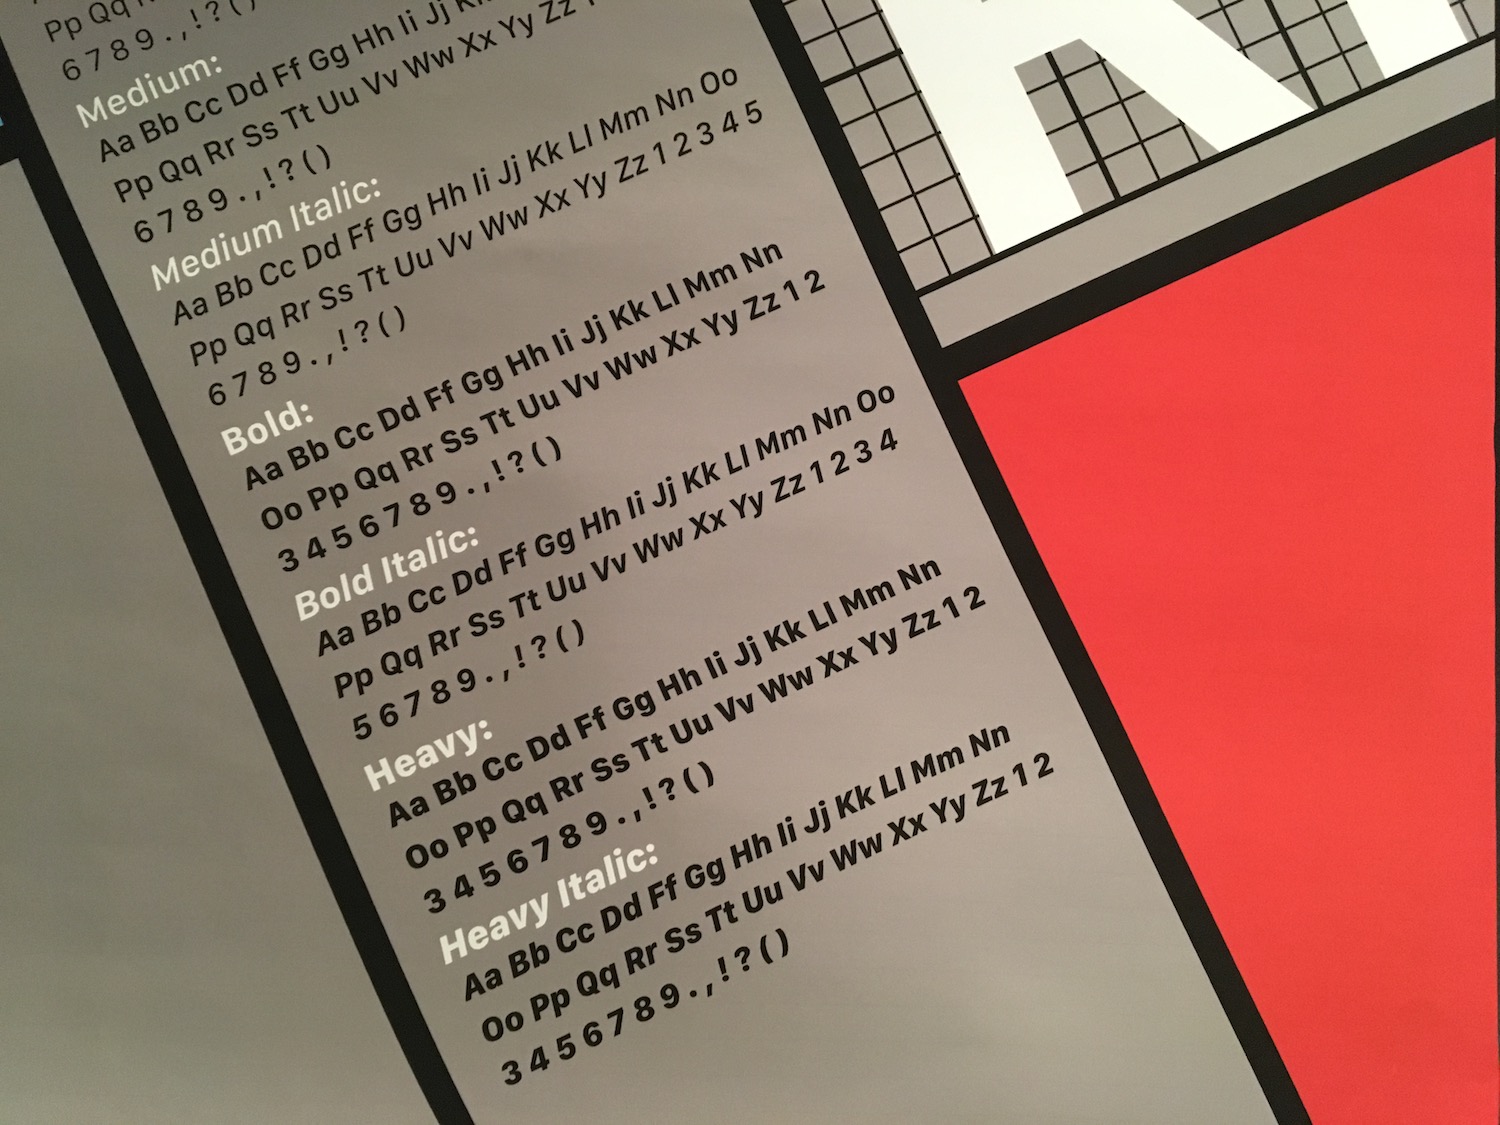 Pp Qq
6 7 8 9 . , ! ? ( )
Medium:
Aa Bb Cc Dd Ff Gg Hh Ii Jj
Pp Qq Rr Ss Tt Uu Vv Ww Xx Yy Zz
6 7 8 9 . , ! ? ( )
Medium Italic:
Aa Bb Cc Dd Ff Gg Hh Ii Jj Kk Ll Mm Nn Oo
Pp Qq Rr Ss Tt Uu Vv Ww Xx Yy Zz 1 2 3 4 5
6 7 8 9 . , ! ? ( )
Bold:
Aa Bb Cc Dd Ff Gg Hh Ii Jj Kk Ll Mm Nn
Oo Pp Qq Rr Ss Tt Uu Vv Ww Xx Yy Zz 1 2
3 4 5 6 7 8 9 . , ! ? ( )
Bold Italic:
Aa Bb Cc Dd Ff Gg Hh Ii Jj Kk Ll Mm Nn Oo
Pp Qq Rr Ss Tt Uu Vv Ww Xx Yy Zz 1 2 3 4
5 6 7 8 9 . , ! ? ( )
Heavy:
Aa Bb Cc Dd Ff Gg Hh Ii Jj Kk Ll Mm Nn
Oo Pp Qq Rr Ss Tt Uu Vv Ww Xx Yy Zz 1 2
3 4 5 6 7 8 9 . , ! ? ( )
Heavy Italic:
Aa Bb Cc Dd Ff Gg Hh Ii Jj Kk Ll Mm Nn
Oo Pp Qq Rr Ss Tt Uu Vv Ww Xx Yy Zz 1 2
3 4 5 6 7 8 9 . , ! ? ( )